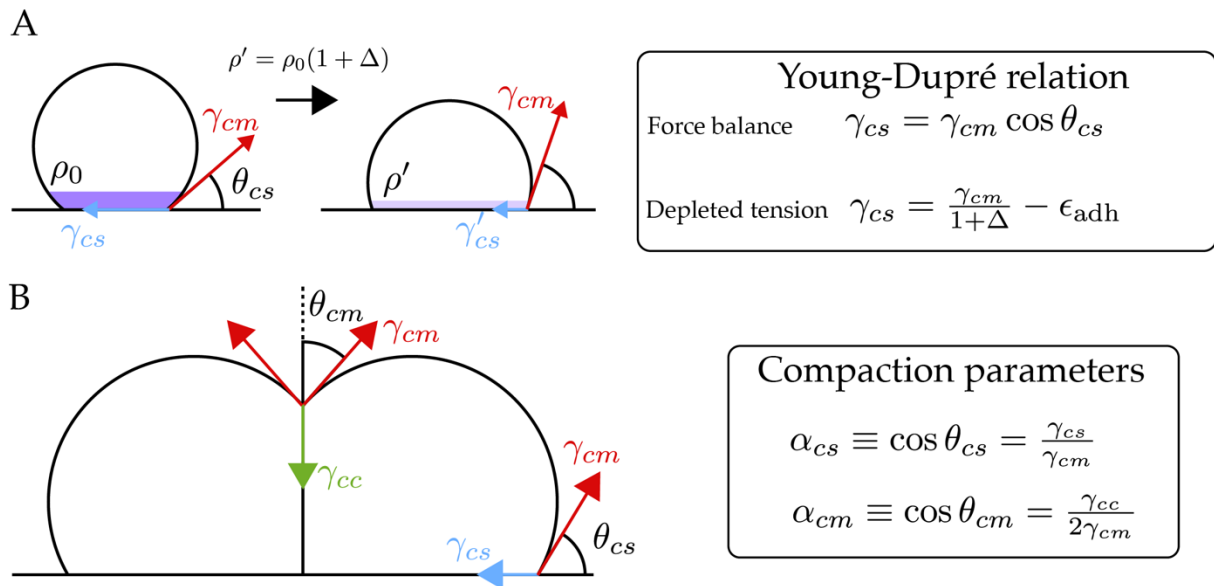 A
ρ′ = ρ₀(1 + Δ)
γcm
ρ₀
θcs
γcs
γcm
ρ′
γ′cs
Young-Dupré relation
Force balance γcs = γcm cos θcs
Depleted tension γcs = γcm/(1+Δ) − ϵadh
B
θcm
γcm
γcc
γcm
γcs
θcs
Compaction parameters
αcs ≡ cos θcs = γcs/γcm
αcm ≡ cos θcm = γcc/2γcm